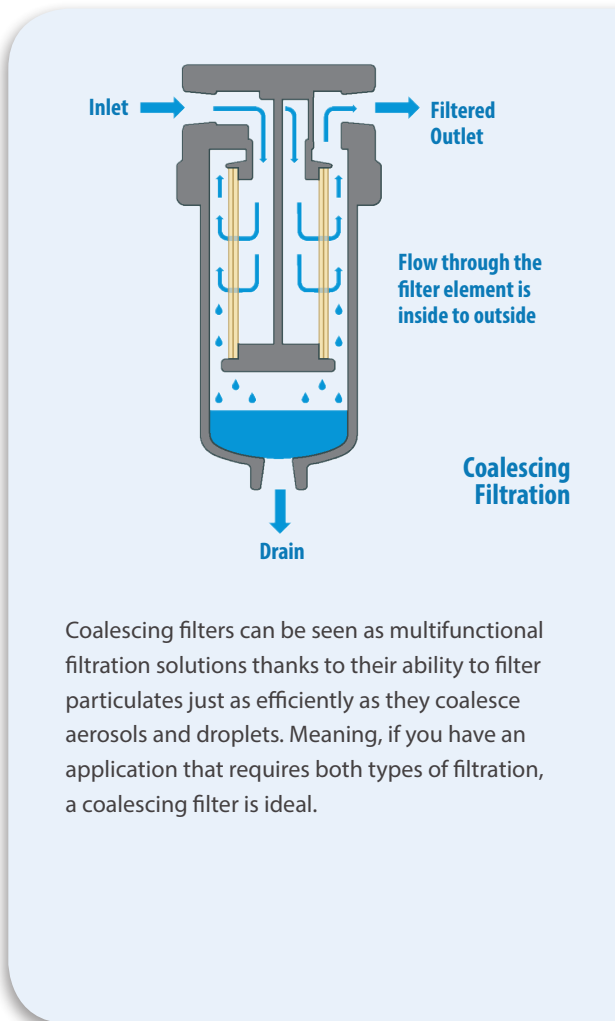 Inlet
Filtered
Outlet
Flow through the
filter element is
inside to outside
Coalescing
Filtration
Drain
Coalescing filters can be seen as multifunctional
filtration solutions thanks to their ability to filter
particulates just as efficiently as they coalesce
aerosols and droplets. Meaning, if you have an
application that requires both types of filtration,
a coalescing filter is ideal.